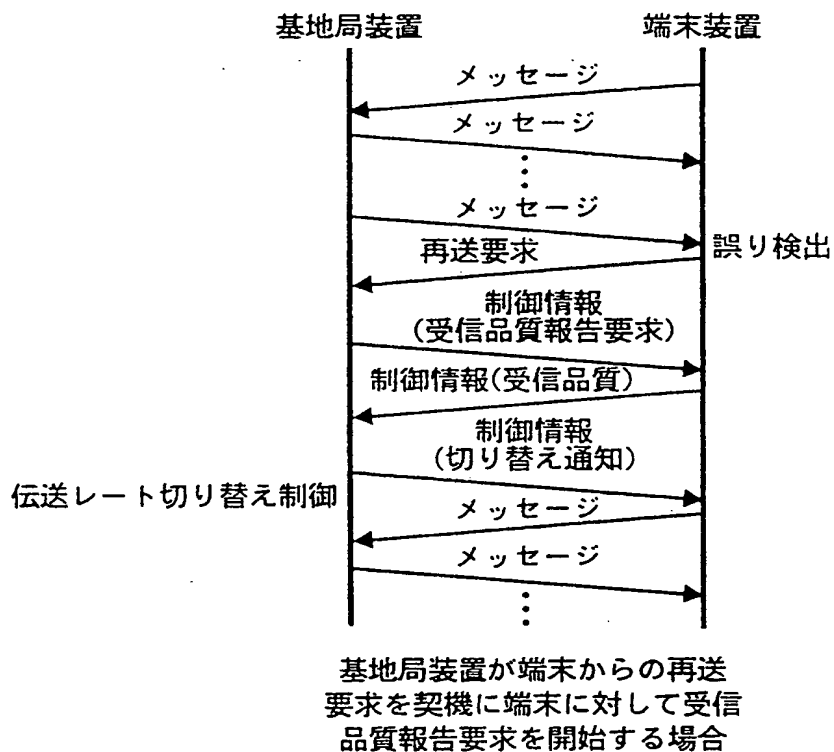 基地局装置
端末装置
メッセージ
メッセージ
メッセージ
再送要求
誤り検出
制御情報
(受信品質報告要求)
制御情報(受信品質)
制御情報
(切り替え通知)
伝送レート切り替え制御
メッセージ
メッセージ
基地局装置が端末からの再送
要求を契機に端末に対して受信
品質報告要求を開始する場合